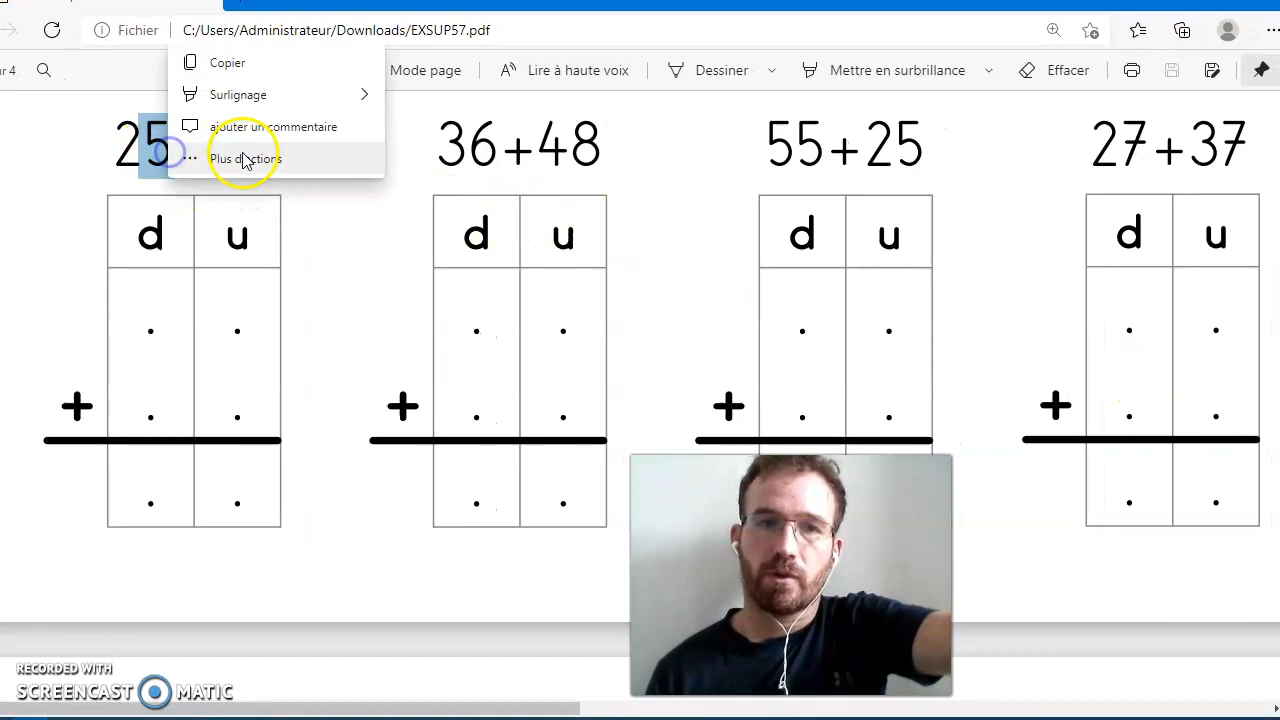 Fichier C:/Users/Administrateur/Downloads/EXSUP57.pdf
Mode page Lire à haute voix Dessiner Mettre en surbrillance Effacer
Copier
Surlignage
ajouter un commentaire
Plus d'actions
25 36+48 55+25 27+37
d u d u d u d u
+ + + +
RECORDED WITH
SCREENCAST MATIC